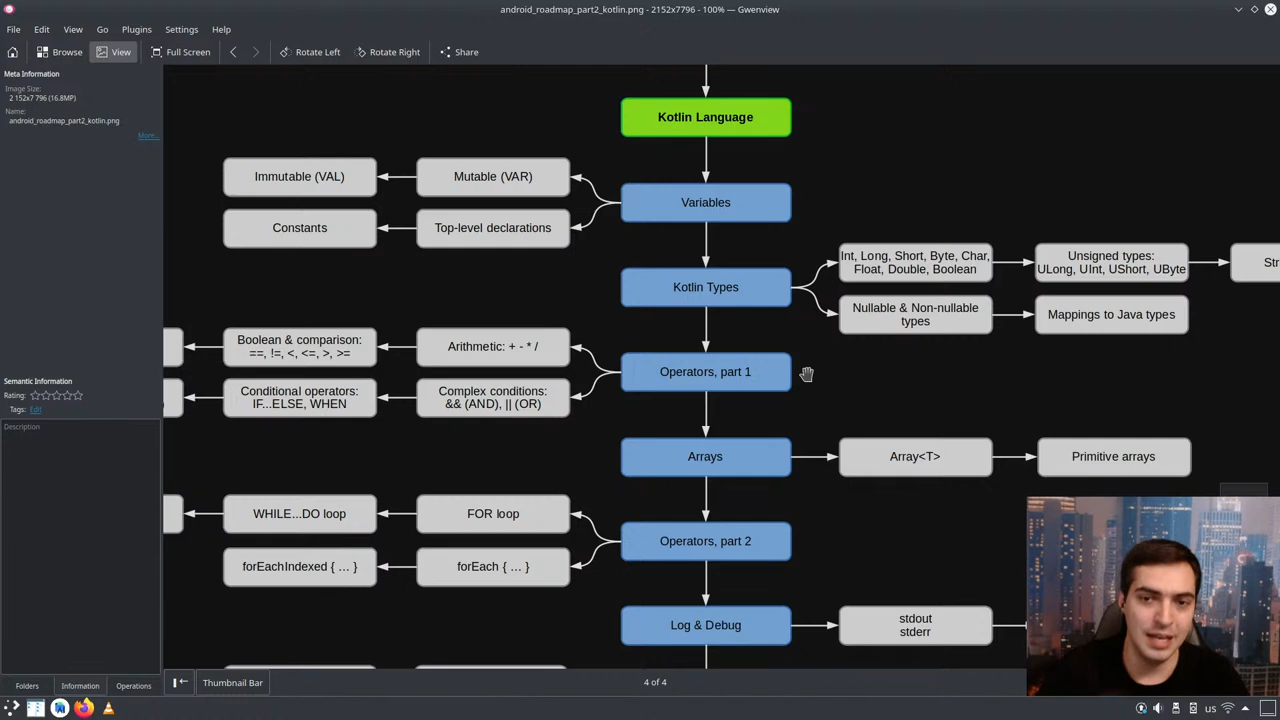 android_roadmap_part2_kotlin.png - 2152x7796 - 100% — Gwenview
File Edit View Go Plugins Settings Help
Browse View Full Screen Rotate Left Rotate Right Share
Meta Information
Image Size:
2 152x7 796 (16.8MP)
Name:
android_roadmap_part2_kotlin.png
More...
Kotlin Language
Immutable (VAL)
Mutable (VAR)
Variables
Constants
Top-level declarations
Kotlin Types
Int, Long, Short, Byte, Char,
Float, Double, Boolean
Unsigned types:
ULong, UInt, UShort, UByte
Str
Nullable & Non-nullable
types
Mappings to Java types
Boolean & comparison:
==, !=, <, <=, >, >=
Arithmetic: + - * /
Operators, part 1
Conditional operators:
IF...ELSE, WHEN
Complex conditions:
&& (AND), || (OR)
Semantic Information
Rating:
Tags: Edit
Description
Arrays
Array<T>
Primitive arrays
WHILE...DO loop
FOR loop
Operators, part 2
forEachIndexed { … }
forEach { … }
Log & Debug
stdout
stderr
Folders Information Operations
Thumbnail Bar
4 of 4
us